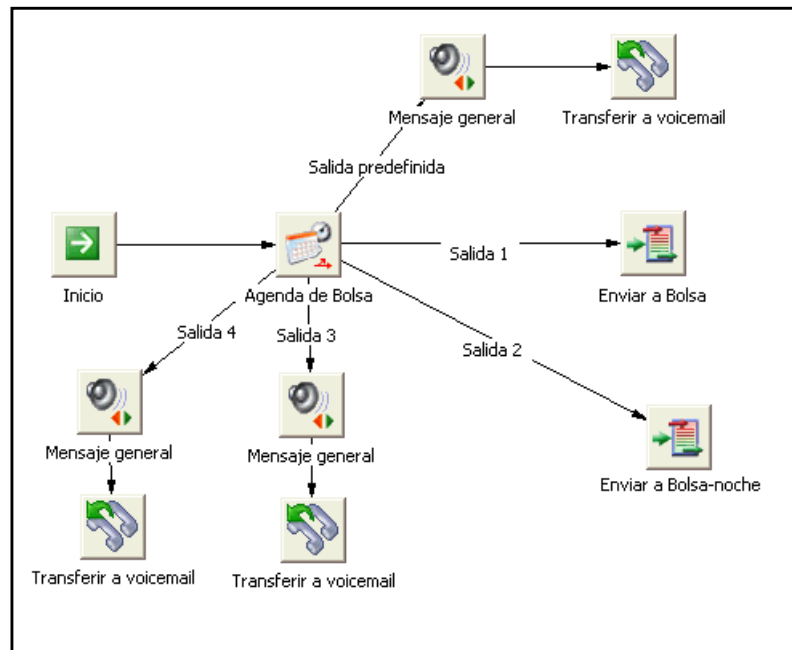 Mensaje general
Transferir a voicemail
Salida predefinida
Salida 1
Inicio
Agenda de Bolsa
Enviar a Bolsa
Salida 4
Salida 3
Salida 2
Mensaje general
Mensaje general
Enviar a Bolsa-noche
Transferir a voicemail
Transferir a voicemail